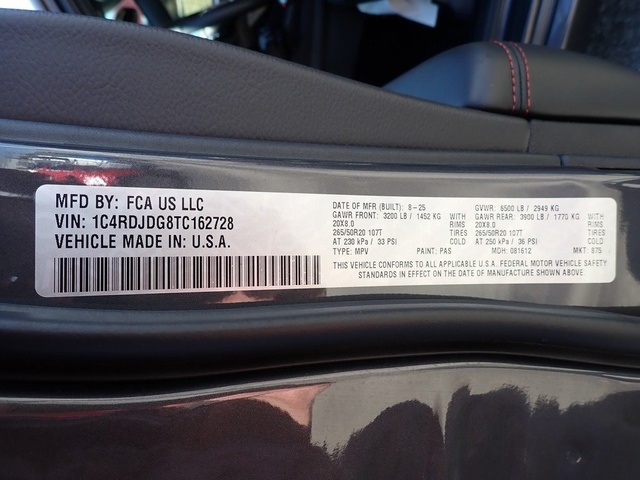 MFD BY: FCA US LLC
VIN: 1C4RDJDG8TC162728
VEHICLE MADE IN: U.S.A.
DATE OF MFR (BUILT): 8-25 GVWR: 6500 LB / 2949 KG
GAWR FRONT: 3200 LB / 1452 KG GAWR REAR: 3900 LB / 1770 KG
20X8.0 RIMS 20X8.0 RIMS
265/50R20 107T TIRES 265/50R20 107T TIRES
AT 230 kPa / 33 PSI AT 250 kPa / 36 PSI
TYPE: MPV PAINT: PAS MDH: 081612 MKT: 875
THIS VEHICLE CONFORMS TO ALL APPLICABLE U.S.A. FEDERAL MOTOR VEHICLE SAFETY
STANDARDS IN EFFECT ON THE DATE OF MANUFACTURE SHOWN ABOVE.